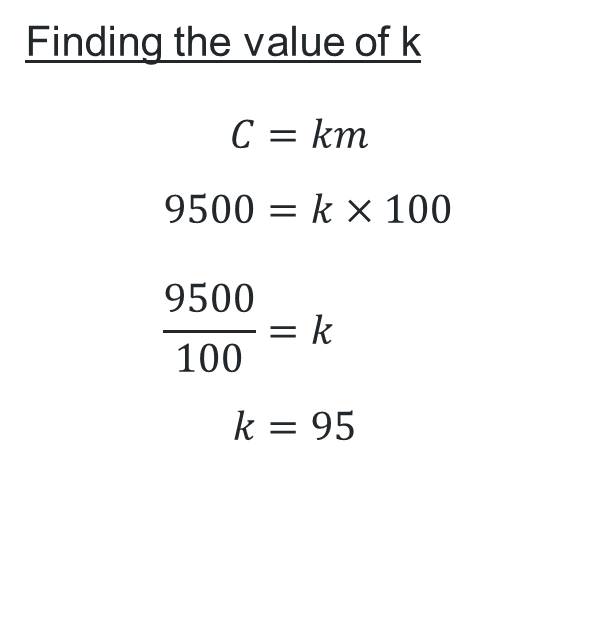 Finding the value of k
C = km
9500 = k × 100
9500/100 = k
k = 95